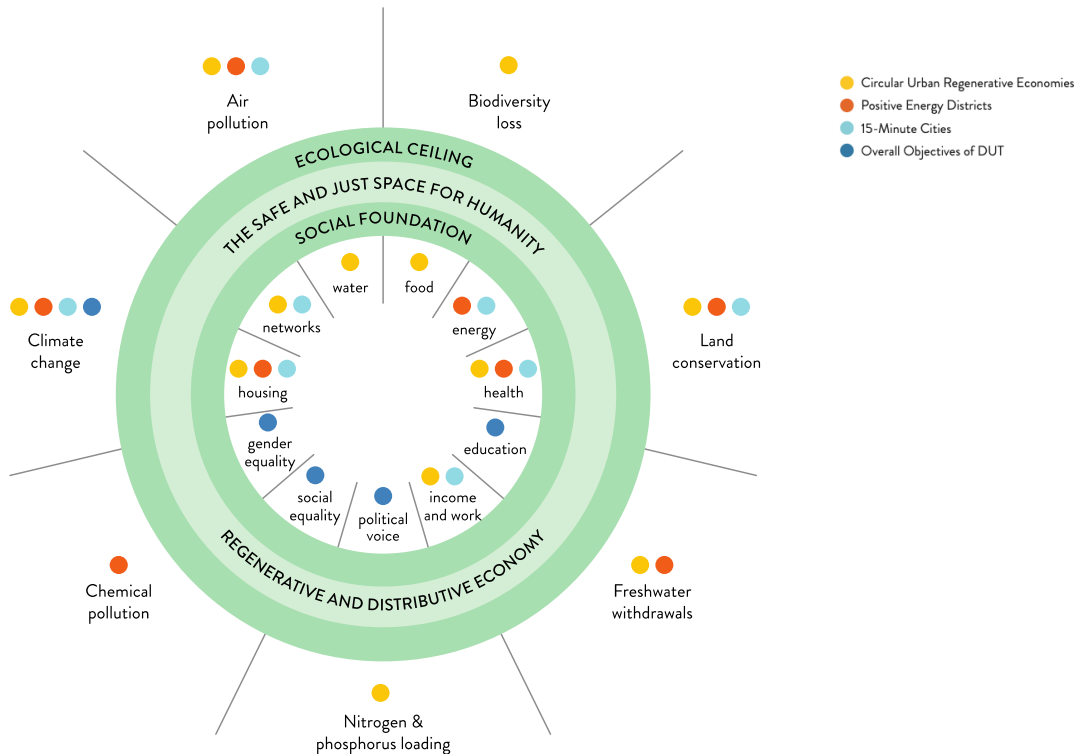 Air
pollution
Biodiversity
loss
Circular Urban Regenerative Economies
Positive Energy Districts
15-Minute Cities
Overall Objectives of DUT
ECOLOGICAL CEILING
THE SAFE AND JUST SPACE FOR HUMANITY
SOCIAL FOUNDATION
water
food
networks
energy
Climate
change
Land
conservation
housing
health
gender
equality
education
social
equality
political
voice
income
and work
REGENERATIVE AND DISTRIBUTIVE ECONOMY
Chemical
pollution
Freshwater
withdrawals
Nitrogen &
phosphorus loading